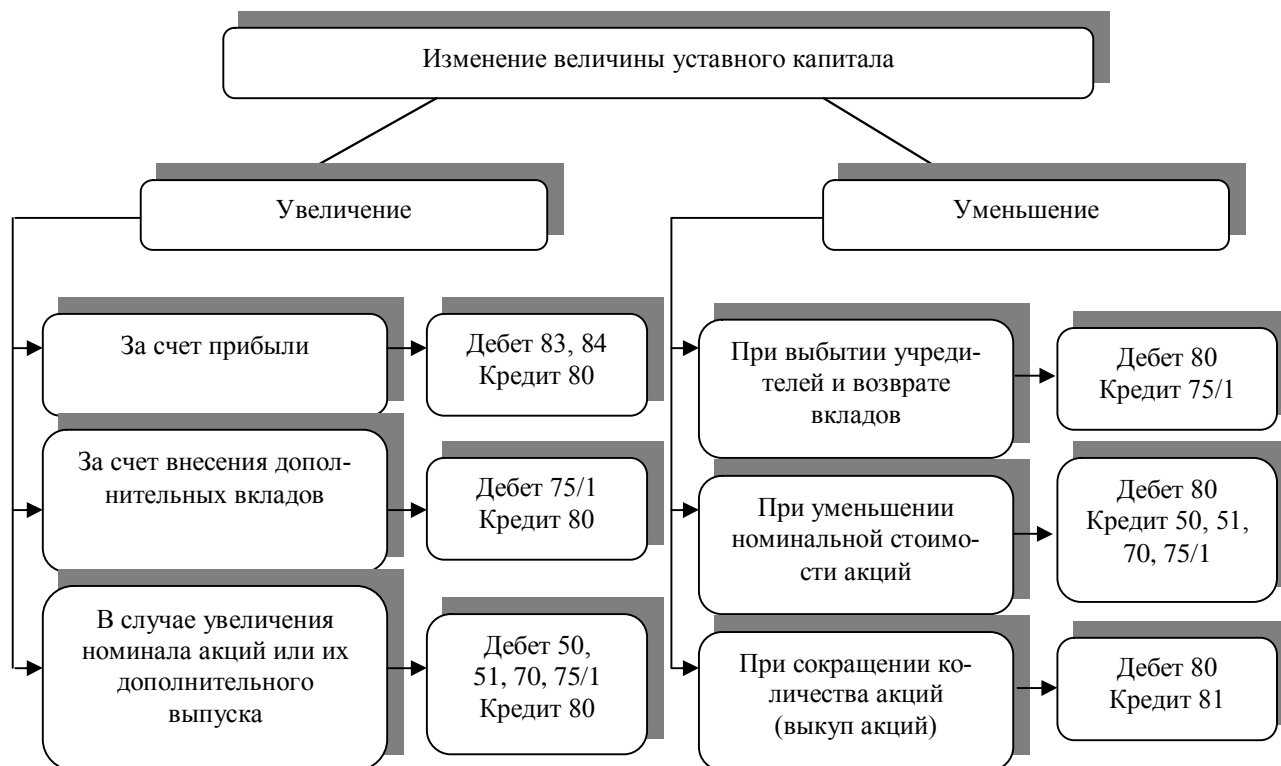 Изменение величины уставного капитала
Увеличение
За счет прибыли
Дебет 83, 84
Кредит 80
За счет внесения допол-
нительных вкладов
Дебет 75/1
Кредит 80
В случае увеличения
номинала акций или их
дополнительного
выпуска
Дебет 50,
51, 70, 75/1
Кредит 80
Уменьшение
При выбытии учреди-
телей и возврате
вкладов
Дебет 80
Кредит 75/1
При уменьшении
номинальной стоимо-
сти акций
Дебет 80
Кредит 50, 51,
70, 75/1
При сокращении ко-
личества акций
(выкуп акций)
Дебет 80
Кредит 81